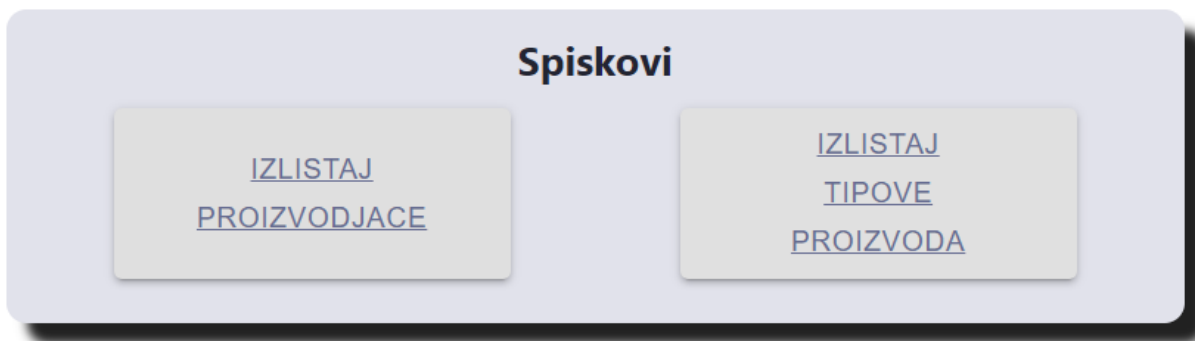 Spiskovi
IZLISTAJ
PROIZVODJACE
IZLISTAJ
TIPOVE
PROIZVODA